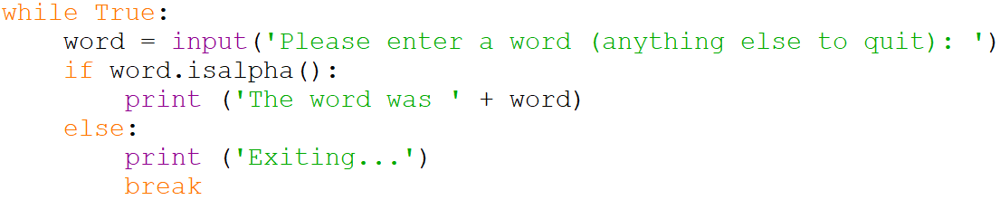 while True:
    word = input('Please enter a word (anything else to quit): ')
    if word.isalpha():
        print ('The word was ' + word)
    else:
        print ('Exiting...')
        break